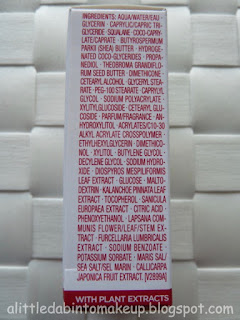 INGREDIENTS: AQUA/WATER/EAU·
GLYCERIN · CAPRYLIC/CAPRIC TRI-
GLYCERIDE · SQUALANE · COCO-CAPRY-
LATE/CAPRATE · BUTYROSPERMUM
PARKII (SHEA) BUTTER · HYDROGE-
NATED COCO-GLYCERIDES · PROPA-
NEDIOL · THEOBROMA GRANDIFLO-
RUM SEED BUTTER · DIMETHICONE ·
CETEARYL ALCOHOL · GLYCERYL STEA-
RATE · PEG-100 STEARATE · CAPRYLYL
GLYCOL · SODIUM POLYACRYLATE ·
XYLITYLGLUCOSIDE · CETEARYL GLU-
COSIDE · PARFUM/FRAGRANCE · AN-
HYDROXYLITOL · ACRYLATES/C10-30
ALKYL ACRYLATE CROSSPOLYMER ·
ETHYLHEXYLGLYCERIN · DIMETHICO-
NOL · XYLITOL · BUTYLENE GLYCOL ·
DECYLENE GLYCOL · SODIUM HYDRO-
XIDE · DIOSPYROS MESPILIFORMIS
LEAF EXTRACT · GLUCOSE · MALTO-
DEXTRIN · KALANCHOE PINNATA LEAF
EXTRACT · TOCOPHEROL · SANICULA
EUROPAEA EXTRACT · CITRIC ACID ·
PHENOXYETHANOL · LAPSANA COM-
MUNIS FLOWER/LEAF/STEM EX-
TRACT · FURCELLARIA LUMBRICALIS
EXTRACT · SODIUM BENZOATE ·
POTASSIUM SORBATE · MARIS SAL/
SEA SALT/SEL MARIN · CALLICARPA
JAPONICA FRUIT EXTRACT. [V2899A]
WITH PLANT EXTRACTS
alittledabintomakeup.blogspot.com